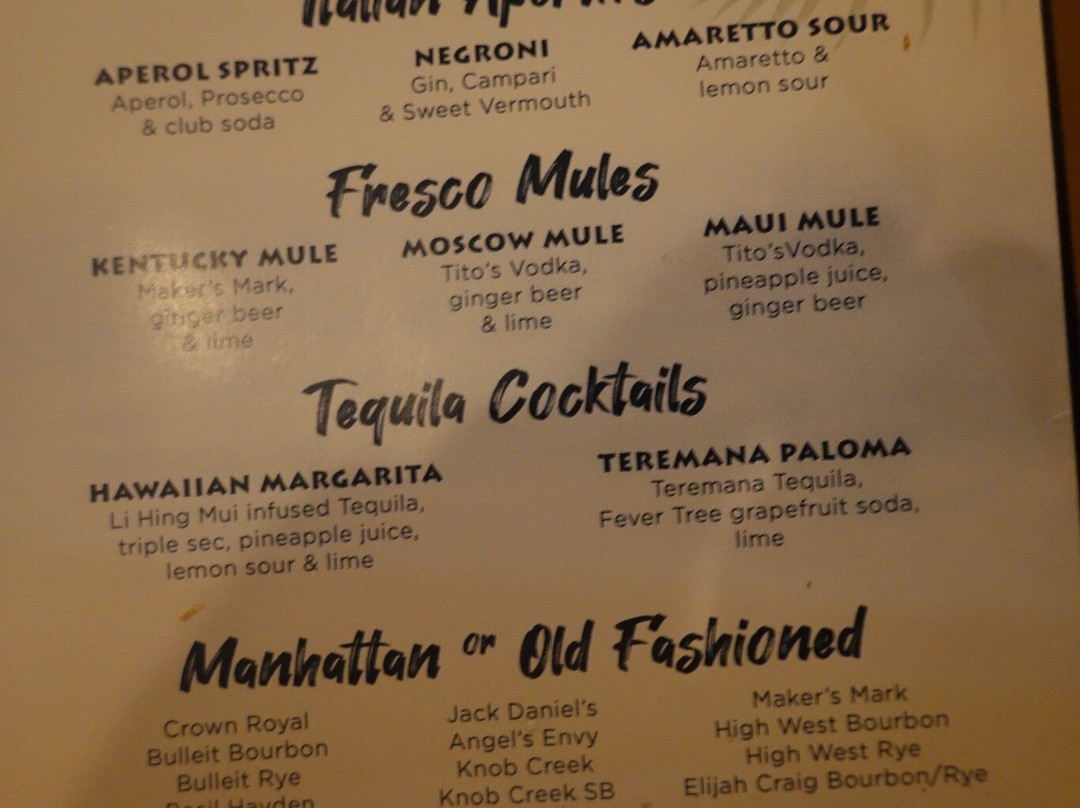 Italian Aperitifs
APEROL SPRITZ
Aperol, Prosecco
& club soda
NEGRONI
Gin, Campari
& Sweet Vermouth
AMARETTO SOUR
Amaretto &
lemon sour
Fresco Mules
KENTUCKY MULE
Maker's Mark,
ginger beer
& lime
MOSCOW MULE
Tito's Vodka,
ginger beer
& lime
MAUI MULE
Tito'sVodka,
pineapple juice,
ginger beer
Tequila Cocktails
HAWAIIAN MARGARITA
Li Hing Mui infused Tequila,
triple sec, pineapple juice,
lemon sour & lime
TEREMANA PALOMA
Teremana Tequila,
Fever Tree grapefruit soda,
lime
Manhattan or Old Fashioned
Crown Royal
Bulleit Bourbon
Bulleit Rye
Basil Hayden
Jack Daniel's
Angel's Envy
Knob Creek
Knob Creek SB
Maker's Mark
High West Bourbon
High West Rye
Elijah Craig Bourbon/Rye